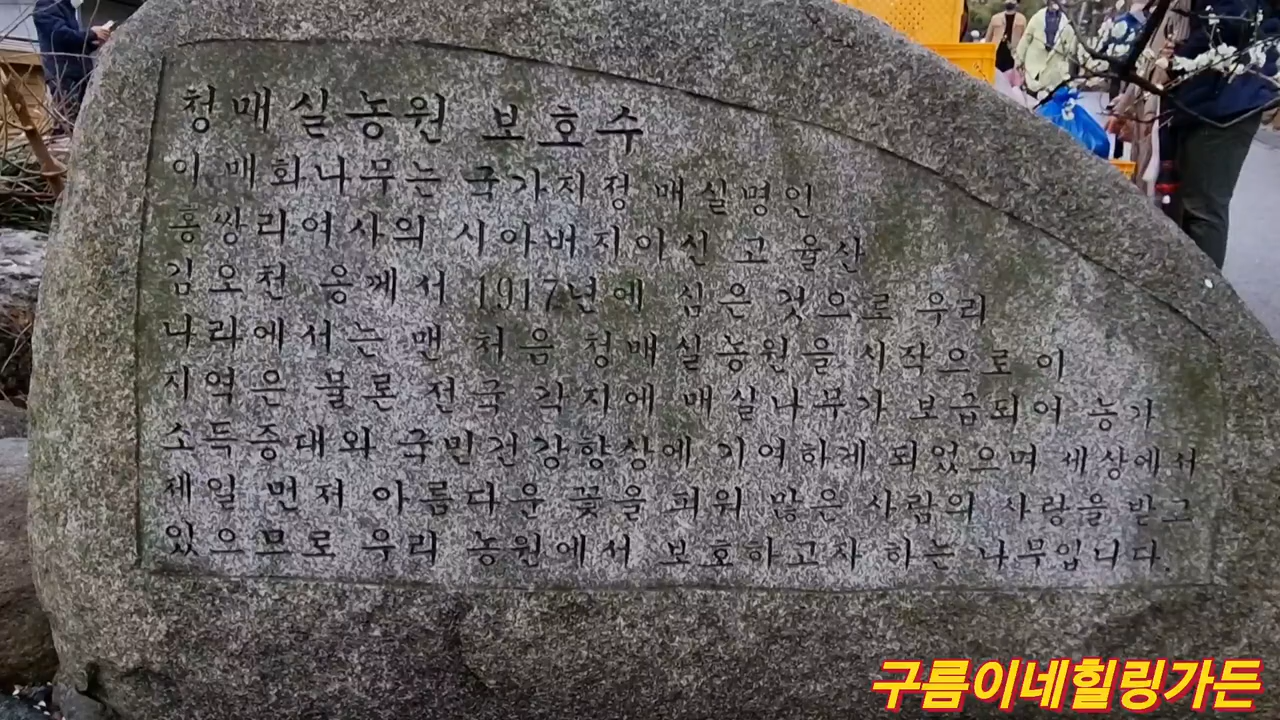 청매실농원 보호수
이 매화나무는 국가지정 매실명인
홍쌍리여사의 시아버지이신 고 율산
김오천 옹께서 1917년에 심은 것으로 우리
나라에서는 맨 처음 청매실농원을 시작으로 이
지역은 물론 전국 각지에 매실나무가 보급되어 농가
소득증대와 국민건강향상에 기여하게 되었으며 세상에서
제일 먼저 아름다운 꽃을 피워 많은 사람의 사랑을 받고
있으므로 우리 농원에서 보호하고자 하는 나무입니다.
구름이네힐링가든